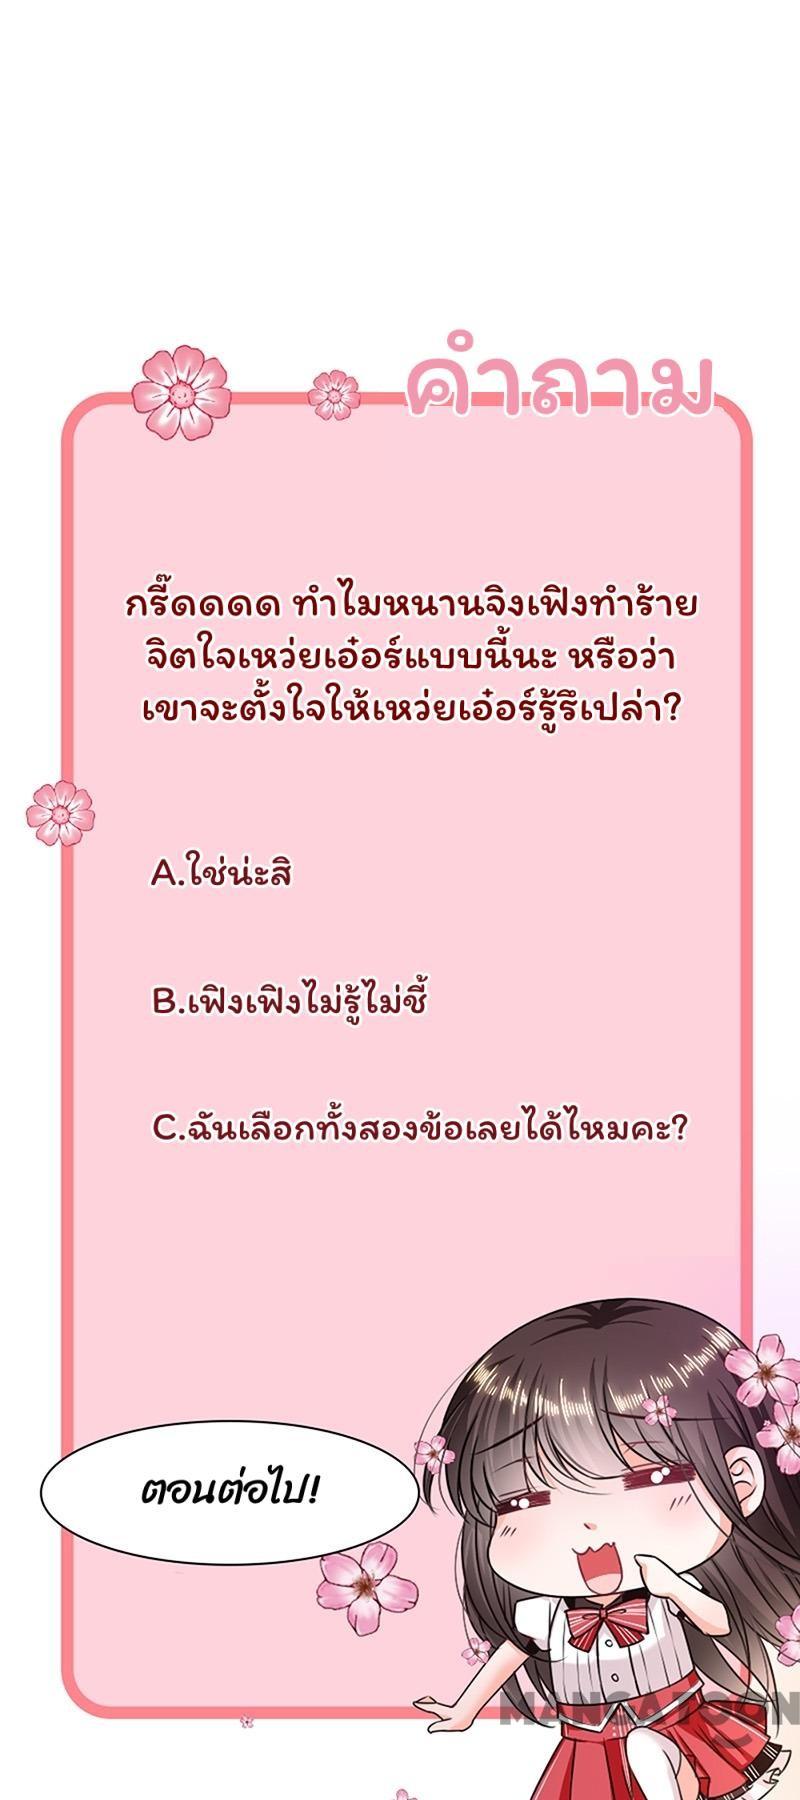 คำถาม
กรี๊ดดดด ทำไมหนานจิงเฟิงทำร้าย
จิตใจเหว่ยเอ๋อร์แบบนี้นะ หรือว่า
เขาจะตั้งใจให้เหว่ยเอ๋อร์รู้รึเปล่า?
A.ใช่น่ะสิ
B.เฟิงเฟิงไม่รู้ไม่ชี้
C.ฉันเลือกทั้งสองข้อเลยได้ไหมคะ?
ตอนต่อไป!
MANGATOON